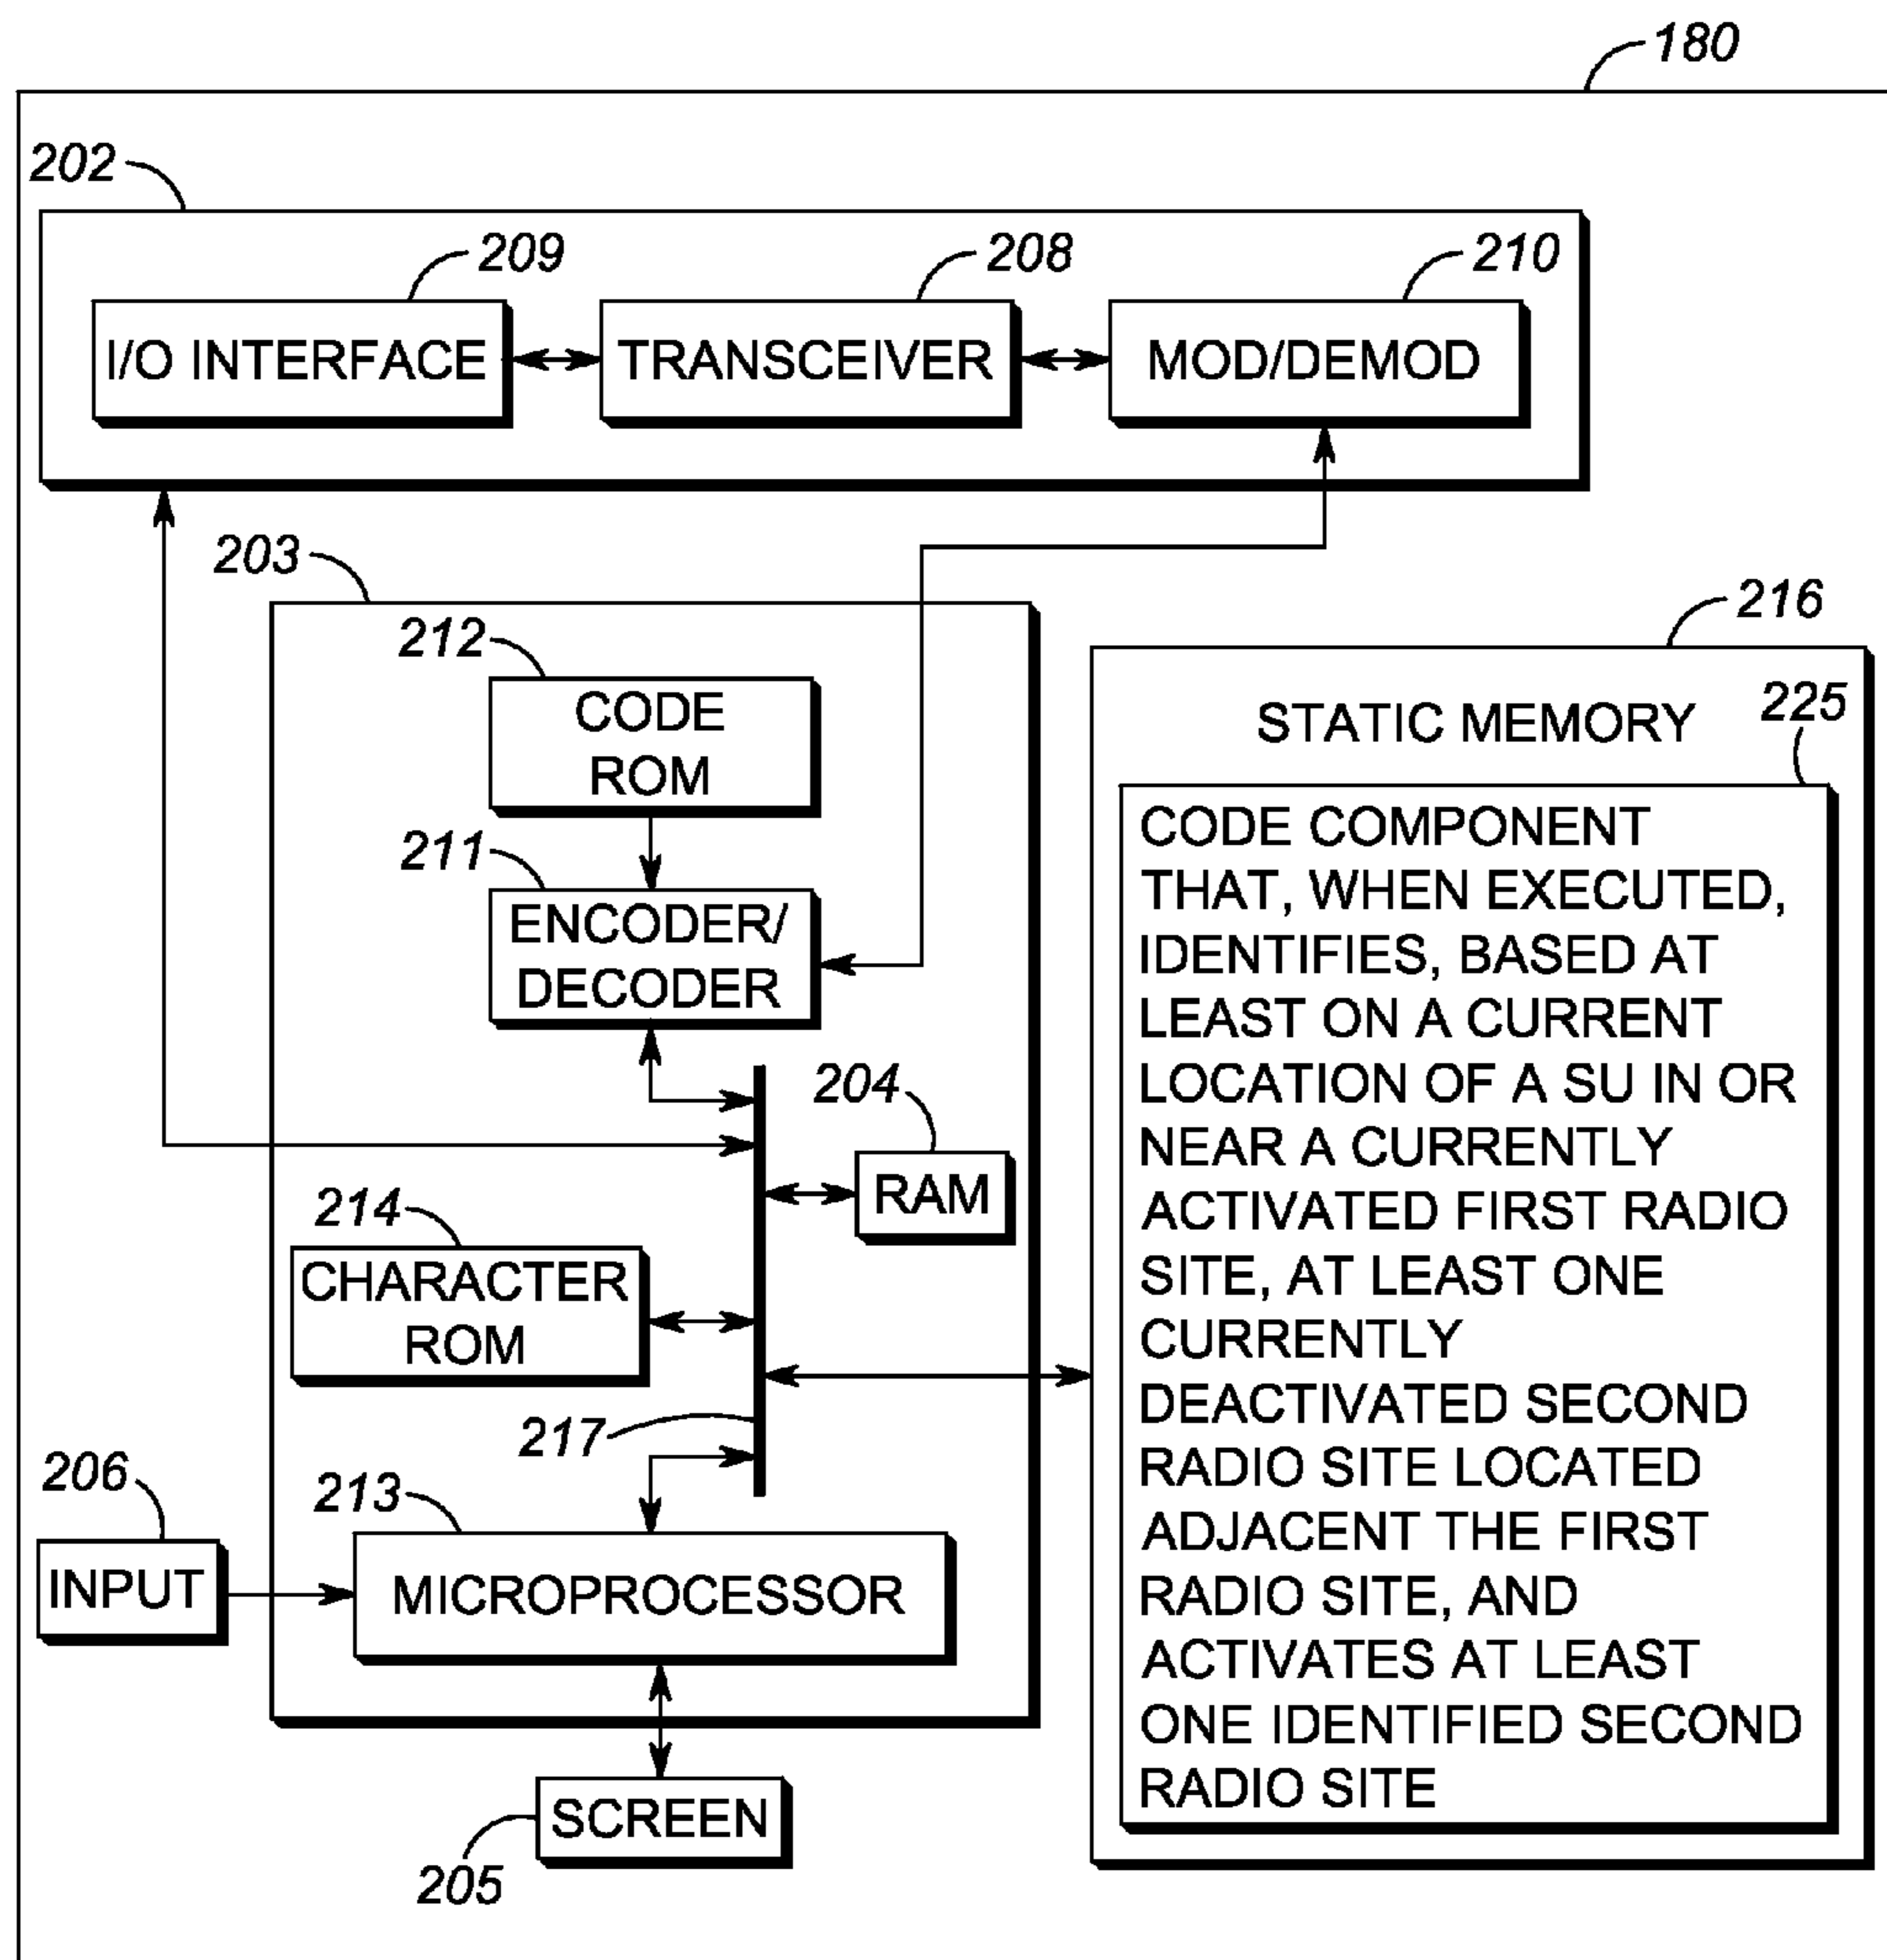 180
202
209
208
210
I/O INTERFACE
TRANSCEIVER
MOD/DEMOD
203
212
CODE
ROM
211
ENCODER/
DECODER
204
RAM
214
CHARACTER
ROM
217
206
INPUT
213
MICROPROCESSOR
SCREEN
205
216
STATIC MEMORY
225
CODE COMPONENT
THAT, WHEN EXECUTED,
IDENTIFIES, BASED AT
LEAST ON A CURRENT
LOCATION OF A SU IN OR
NEAR A CURRENTLY
ACTIVATED FIRST RADIO
SITE, AT LEAST ONE
CURRENTLY
DEACTIVATED SECOND
RADIO SITE LOCATED
ADJACENT THE FIRST
RADIO SITE, AND
ACTIVATES AT LEAST
ONE IDENTIFIED SECOND
RADIO SITE